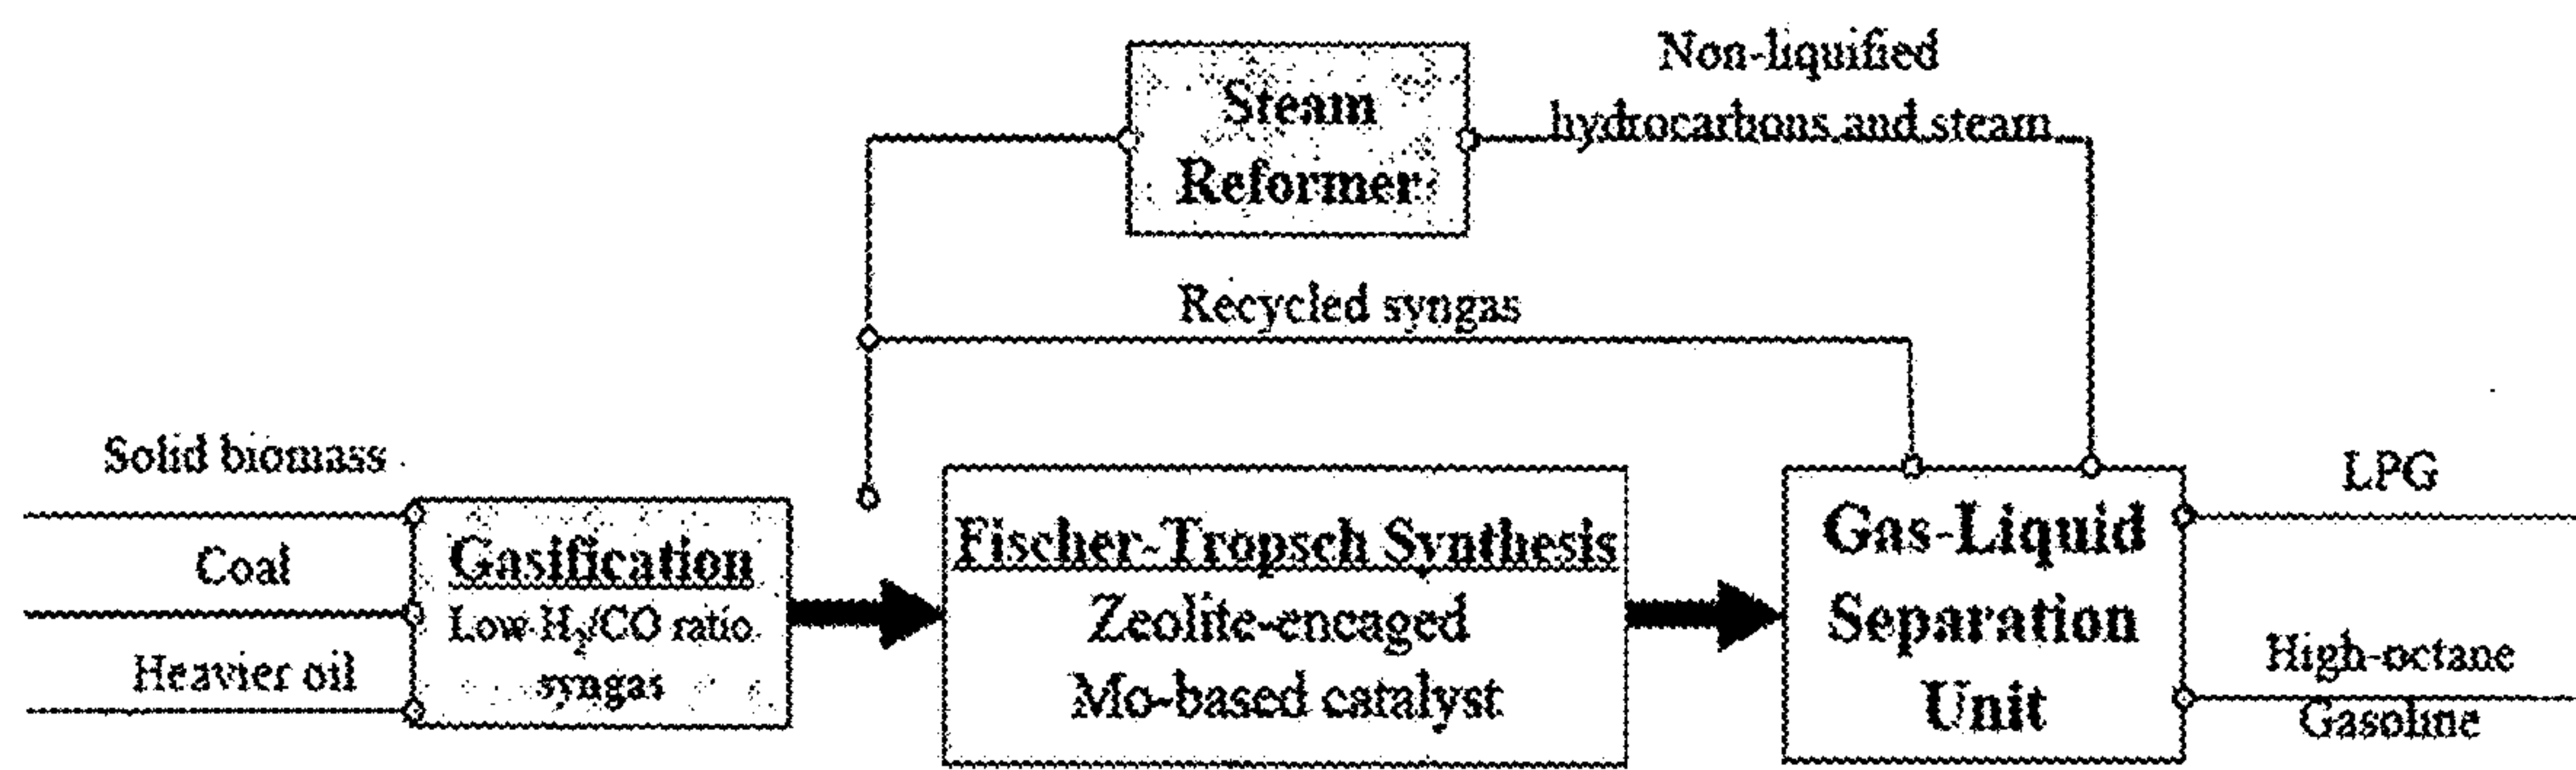 Non-liquified
hydrocarbons and steam
Steam
Reformer
Recycled syngas
Solid biomass
Coal
Heavier oil
Gasification
Low H₂/CO ratio
syngas
Fischer-Tropsch Synthesis
Zeolite-encaged
Mo-based catalyst
Gas-Liquid
Separation
Unit
LPG
High-octane
Gasoline